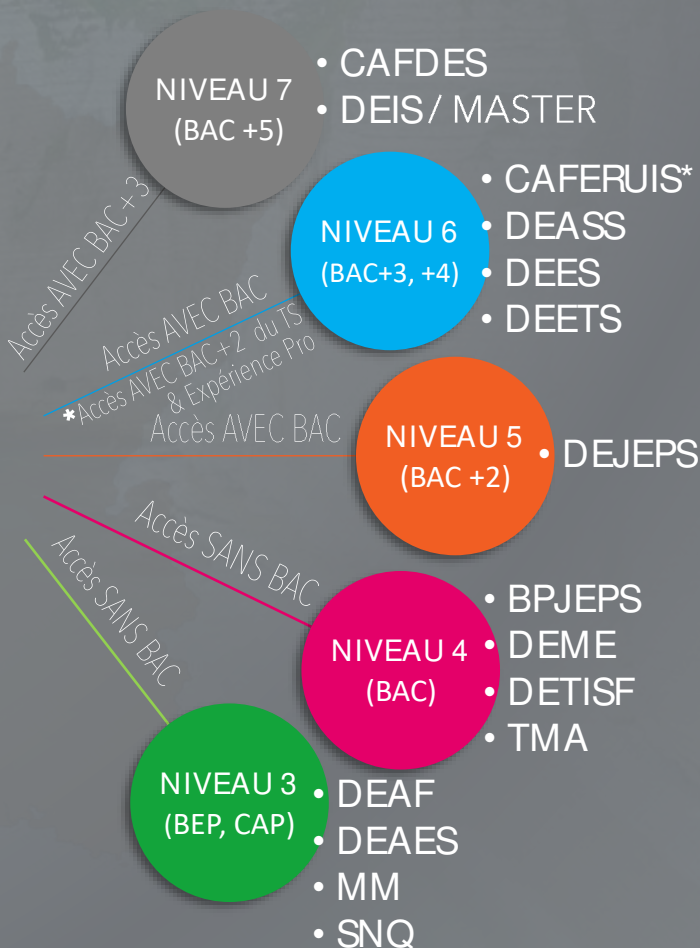 NIVEAU 7
(BAC +5)
• CAFDES
• DEIS / MASTER
Accès AVEC BAC+3
NIVEAU 6
(BAC+3, +4)
• CAFERUIS*
• DEASS
• DEES
• DEETS
Accès AVEC BAC
*Accès AVEC BAC+2 du TS
& Expérience Pro
NIVEAU 5
(BAC +2)
• DEJEPS
Accès AVEC BAC
NIVEAU 4
(BAC)
• BPJEPS
• DEME
• DETISF
• TMA
Accès SANS BAC
NIVEAU 3
(BEP, CAP)
• DEAF
• DEAES
• MM
• SNQ
Accès SANS BAC